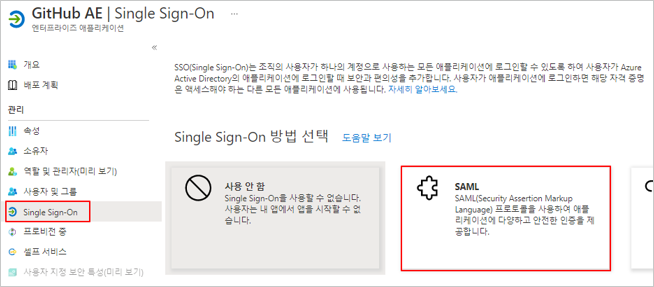 GitHub AE | Single Sign-On ...
엔터프라이즈 애플리케이션
«
개요
배포 계획
관리
속성
소유자
역할 및 관리자(미리 보기)
사용자 및 그룹
Single Sign-On
프로비전 중
셀프 서비스
사용자 지정 보안 특성(미리 보기)
SSO(Single Sign-On)는 조직의 사용자가 하나의 계정으로 사용하는 모든 애플리케이션에 로그인할 수 있도록 하여 사용자가 Azure
Active Directory의 애플리케이션에 로그인할 때 보안과 편의성을 추가합니다. 사용자가 애플리케이션에 로그인하면 해당 자격 증명
은 액세스해야 하는 다른 모든 애플리케이션에 사용됩니다. 자세히 알아보세요.
Single Sign-On 방법 선택 도움말 보기
사용 안 함
Single Sign-On을 사용할 수 없습니다.
사용자는 내 앱에서 앱을 시작할 수 없
습니다.
SAML
SAML(Security Assertion Markup
Language) 프로토콜을 사용하여 애플
리케이션에 다양하고 안전한 인증을 제
공합니다.